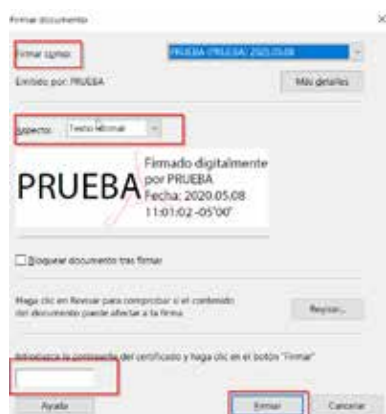 Firmar documento
Firmar como: PRUEBA (PRUEBA) 2020.05.08
Emitido por: PRUEBA Más detalles
Aspecto: Texto normal
PRUEBA
Firmado digitalmente
por PRUEBA
Fecha: 2020.05.08
11:01:02 -05'00'
Bloquear documento tras firmar
Haga clic en Revisar para comprobar si el contenido
del documento puede afectar a la firma Revisar...
Introduzca la contraseña del certificado y haga clic en el botón "Firmar"
Ayuda Firmar Cancelar